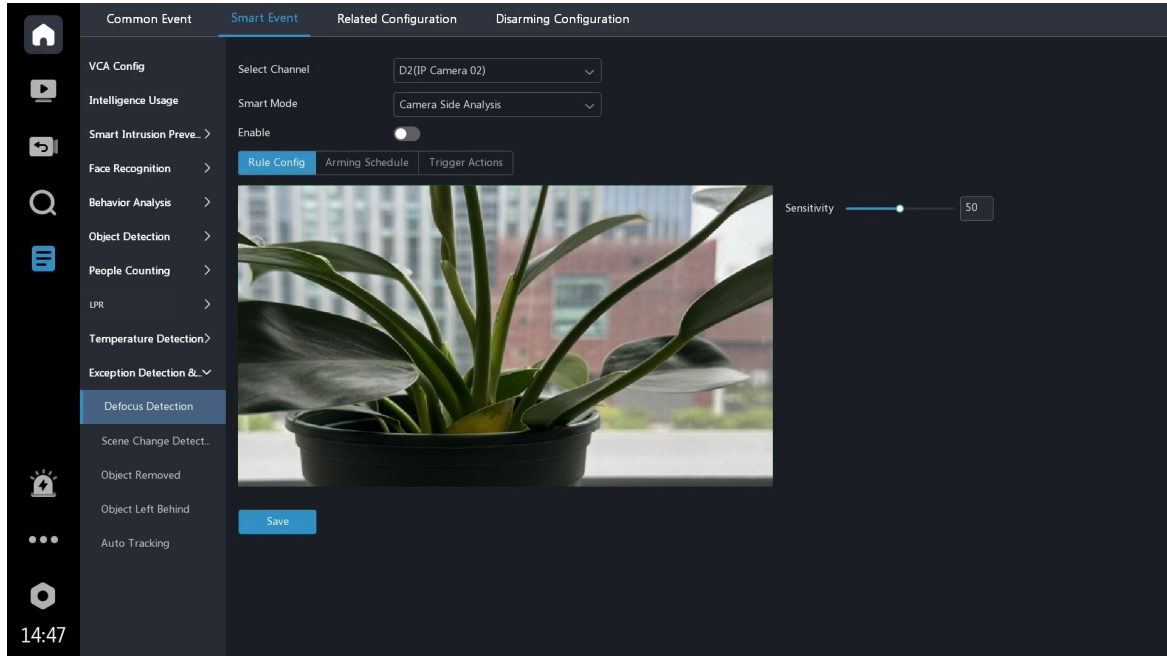 Common Event
Smart Event
Related Configuration
Disarming Configuration
VCA Config
Intelligence Usage
Smart Intrusion Preve..
Face Recognition
Behavior Analysis
Object Detection
People Counting
LPR
Temperature Detection
Exception Detection &..
Defocus Detection
Scene Change Detect..
Object Removed
Object Left Behind
Auto Tracking
14:47
Select Channel D2(IP Camera 02)
Smart Mode Camera Side Analysis
Enable
Rule Config Arming Schedule Trigger Actions
Sensitivity 50
Save